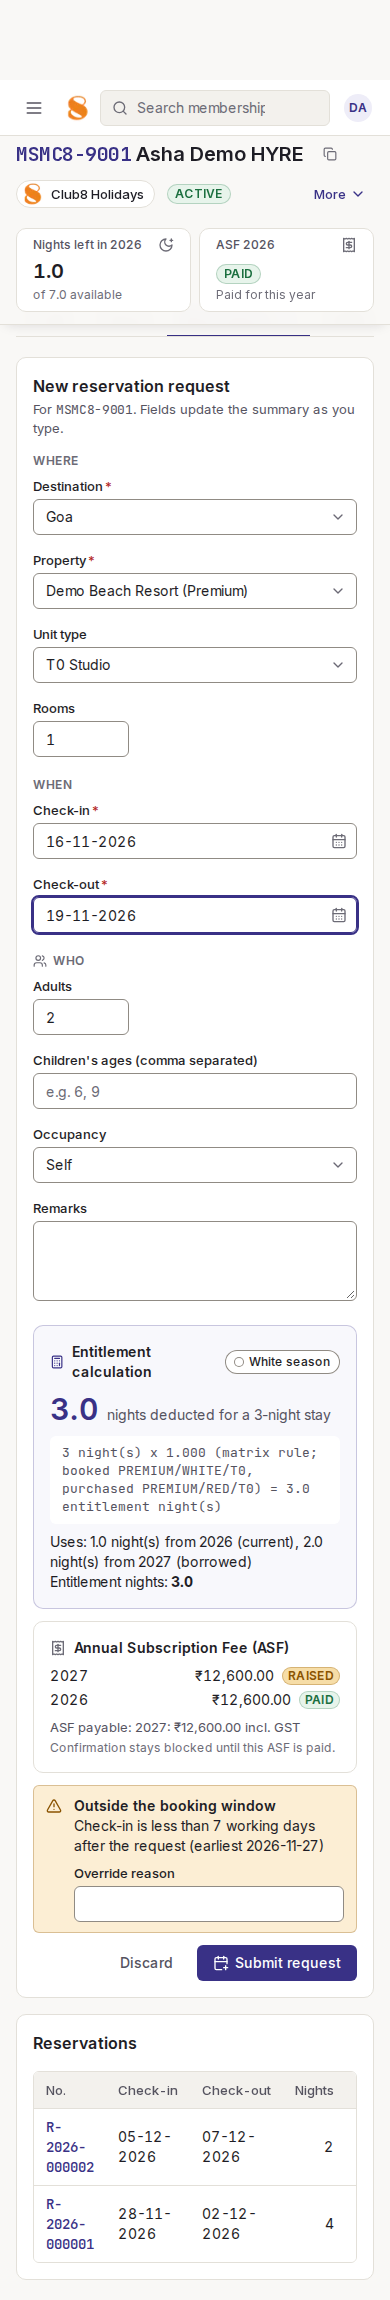 Search membership
DA
MSMC8-9001 Asha Demo HYRE
Club8 Holidays
ACTIVE
More
Nights left in 2026
1.0
of 7.0 available
ASF 2026
PAID
Paid for this year
New reservation request
For MSMC8-9001. Fields update the summary as you
type.
WHERE
Destination *
Goa
Property *
Demo Beach Resort (Premium)
Unit type
T0 Studio
Rooms
1
WHEN
Check-in *
16-11-2026
Check-out *
19-11-2026
WHO
Adults
2
Children's ages (comma separated)
e.g. 6, 9
Occupancy
Self
Remarks
Entitlement
calculation
White season
3.0 nights deducted for a 3-night stay
3 night(s) x 1.000 (matrix rule;
booked PREMIUM/WHITE/T0,
purchased PREMIUM/RED/T0) = 3.0
entitlement night(s)
Uses: 1.0 night(s) from 2026 (current), 2.0
night(s) from 2027 (borrowed)
Entitlement nights: 3.0
Annual Subscription Fee (ASF)
2027 ₹12,600.00 RAISED
2026 ₹12,600.00 PAID
ASF payable: 2027: ₹12,600.00 incl. GST
Confirmation stays blocked until this ASF is paid.
Outside the booking window
Check-in is less than 7 working days
after the request (earliest 2026-11-27)
Override reason
Discard
Submit request
Reservations
No. Check-in Check-out Nights
R-
2026-
000002
05-12-
2026
07-12-
2026
2
R-
2026-
000001
28-11-
2026
02-12-
2026
4